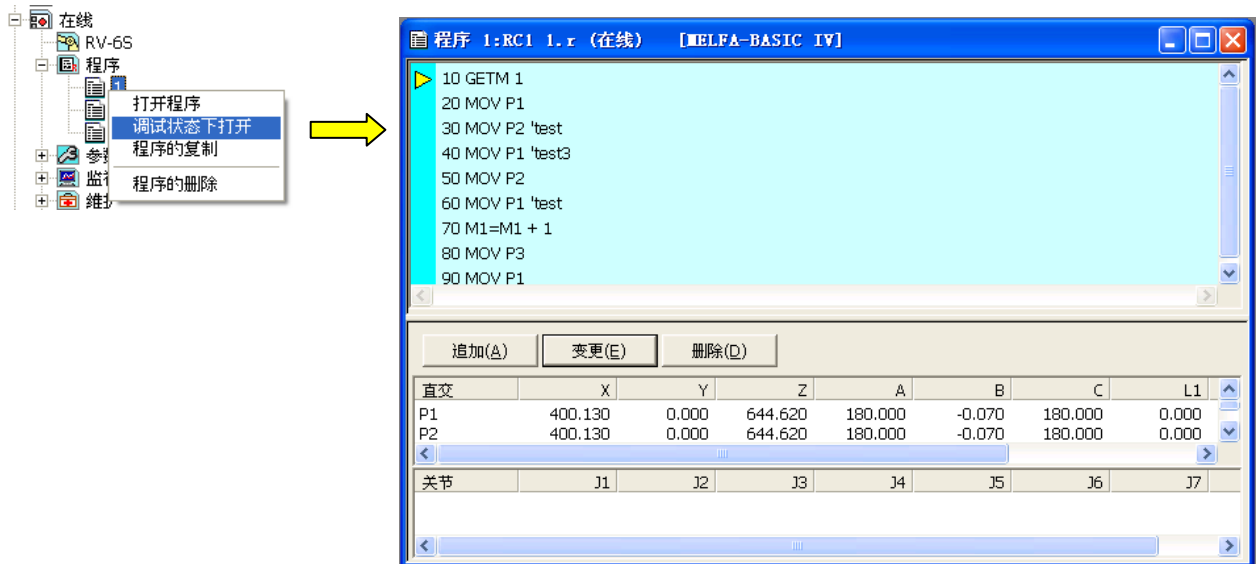 在线
RV-6S
程序
1
打开程序
调试状态下打开
程序的复制
程序的删除
监
维
程序 1:RC1 1.r (在线) [MELFA-BASIC IV]
10 GETM 1
20 MOV P1
30 MOV P2 'test
40 MOV P1 'test3
50 MOV P2
60 MOV P1 'test
70 M1=M1 + 1
80 MOV P3
90 MOV P1
追加(A) 变更(E) 删除(D)
直交 X Y Z A B C L1
P1 400.130 0.000 644.620 180.000 -0.070 180.000 0.000
P2 400.130 0.000 644.620 180.000 -0.070 180.000 0.000
关节 J1 J2 J3 J4 J5 J6 J7